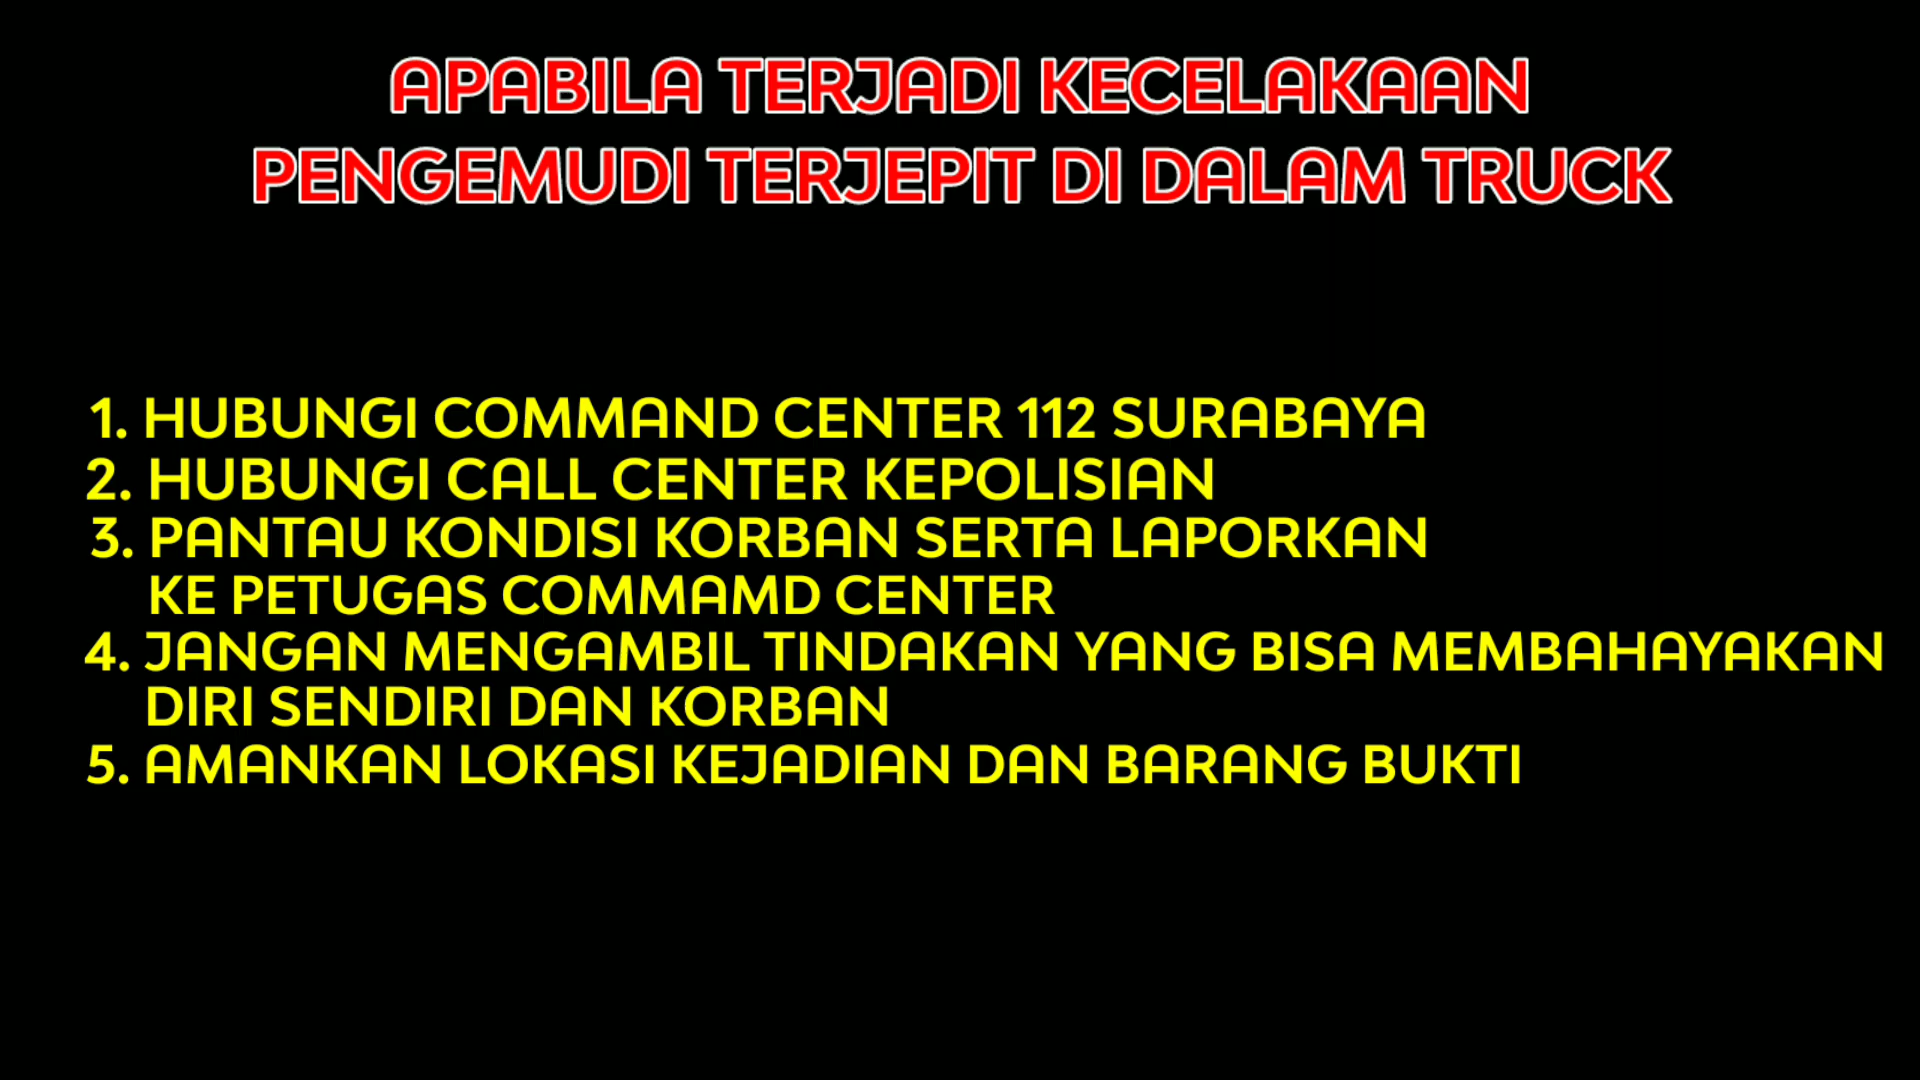 APABILA TERJADI KECELAKAAN
PENGEMUDI TERJEPIT DI DALAM TRUCK
1. HUBUNGI COMMAND CENTER 112 SURABAYA
2. HUBUNGI CALL CENTER KEPOLISIAN
3. PANTAU KONDISI KORBAN SERTA LAPORKAN
KE PETUGAS COMMAMD CENTER
4. JANGAN MENGAMBIL TINDAKAN YANG BISA MEMBAHAYAKAN
DIRI SENDIRI DAN KORBAN
5. AMANKAN LOKASI KEJADIAN DAN BARANG BUKTI